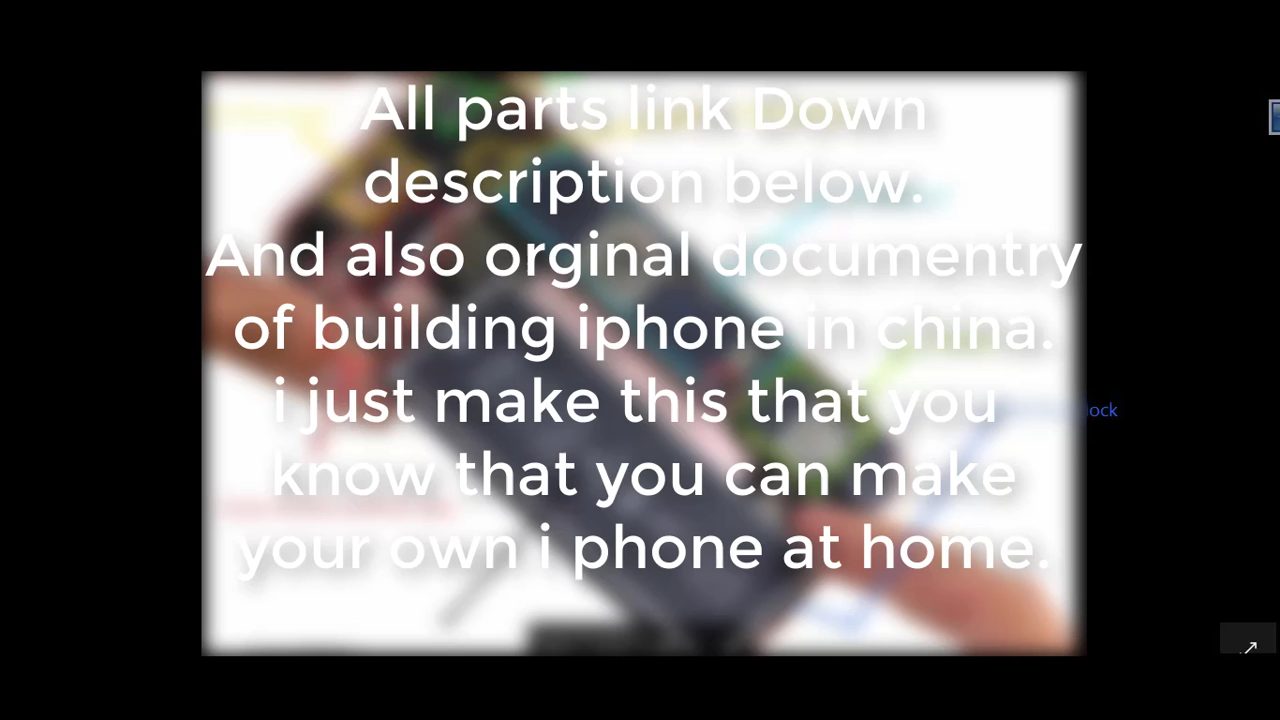 All parts link Down
description below.
And also orginal documentry
of building iphone in china.
i just make this that you
know that you can make
your own i phone at home.
lock